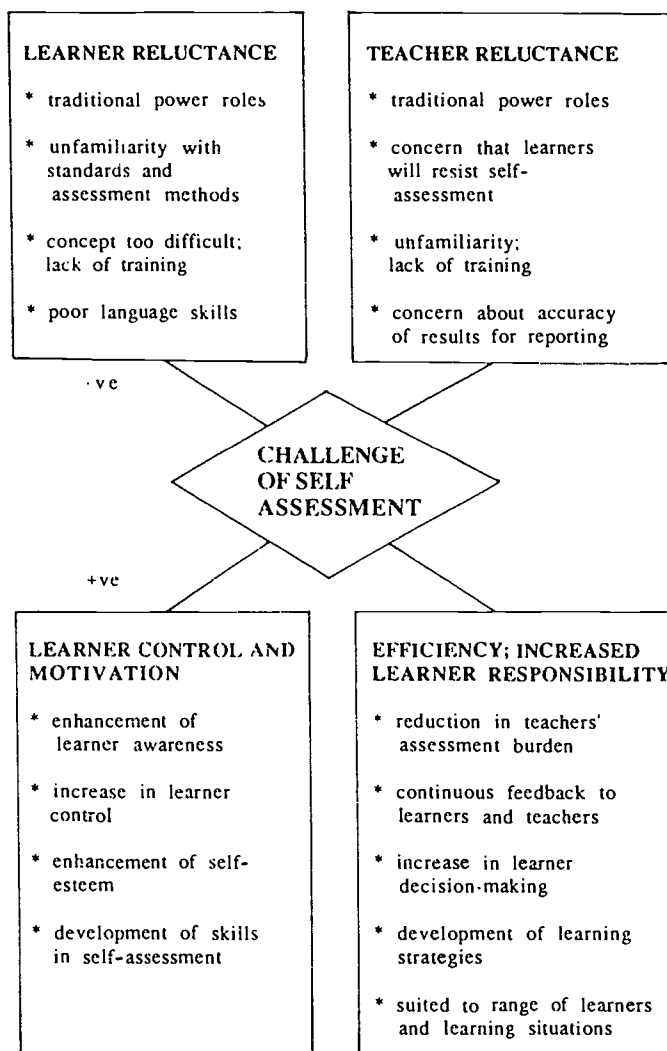 LEARNER RELUCTANCE
* traditional power roles
* unfamiliarity with
standards and
assessment methods
* concept too difficult;
lack of training
* poor language skills
TEACHER RELUCTANCE
* traditional power roles
* concern that learners
will resist self-
assessment
* unfamiliarity;
lack of training
* concern about accuracy
of results for reporting
-ve
CHALLENGE
OF SELF
ASSESSMENT
+ve
LEARNER CONTROL AND
MOTIVATION
* enhancement of
learner awareness
* increase in learner
control
* enhancement of self-
esteem
* development of skills
in self-assessment
EFFICIENCY; INCREASED
LEARNER RESPONSIBILITY
* reduction in teachers'
assessment burden
* continuous feedback to
learners and teachers
* increase in learner
decision-making
* development of learning
strategies
* suited to range of learners
and learning situations